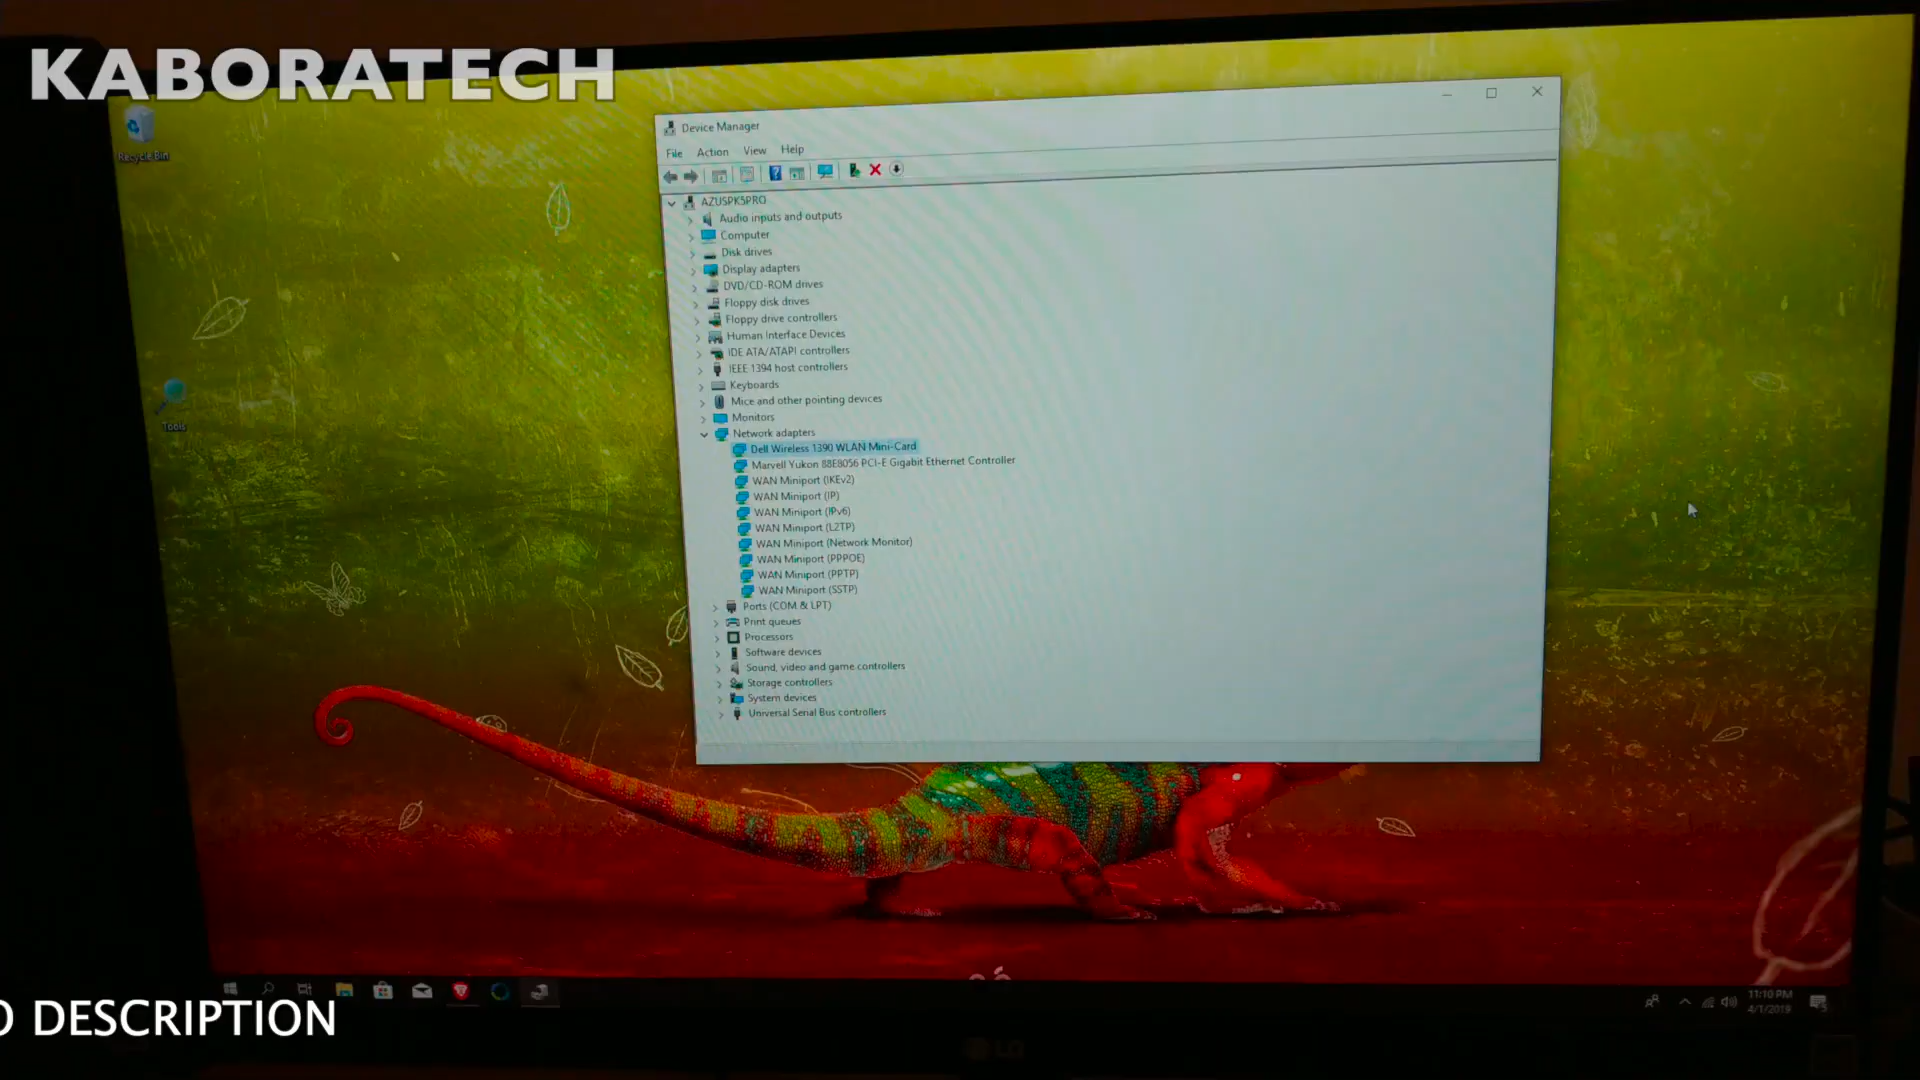 KABORATECH
Recycle Bin
Tools
Device Manager
File Action View Help
AZUSPK5PRO
Audio inputs and outputs
Computer
Disk drives
Display adapters
DVD/CD-ROM drives
Floppy disk drives
Floppy drive controllers
Human Interface Devices
IDE ATA/ATAPI controllers
IEEE 1394 host controllers
Keyboards
Mice and other pointing devices
Monitors
Network adapters
Dell Wireless 1390 WLAN Mini-Card
Marvell Yukon 88E8056 PCI-E Gigabit Ethernet Controller
WAN Miniport (IKEv2)
WAN Miniport (IP)
WAN Miniport (IPv6)
WAN Miniport (L2TP)
WAN Miniport (Network Monitor)
WAN Miniport (PPPOE)
WAN Miniport (PPTP)
WAN Miniport (SSTP)
Ports (COM & LPT)
Print queues
Processors
Software devices
Sound, video and game controllers
Storage controllers
System devices
Universal Serial Bus controllers
11:10 PM
4/1/2019
O DESCRIPTION
LG